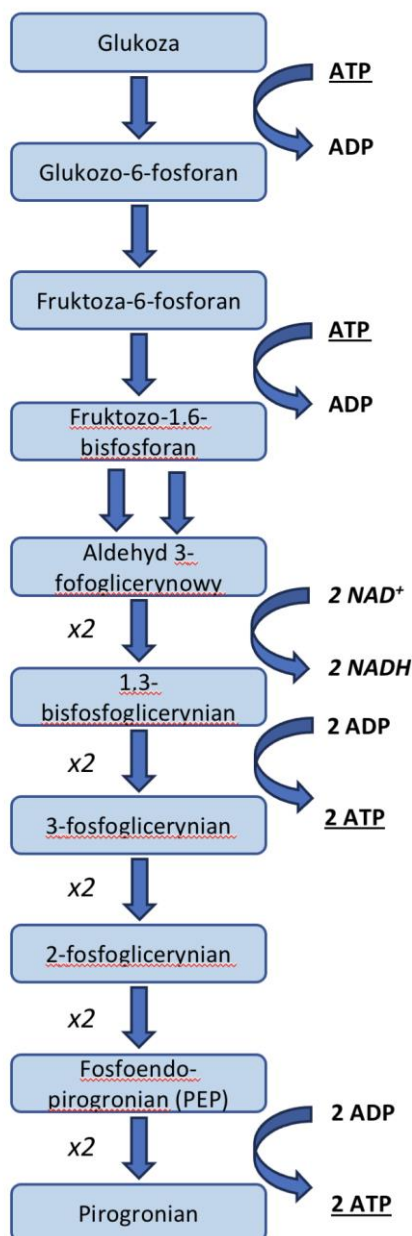 Glukoza
ATP
ADP
Glukozo-6-fosforan
Fruktoza-6-fosforan
ATP
ADP
Fruktozo-1,6-
bisfosforan
Aldehyd 3-
fofoglicerynowy
x2
2 NAD⁺
2 NADH
1,3-
bisfosfoglicerynian
x2
2 ADP
2 ATP
3-fosfoglicerynian
x2
2-fosfoglicerynian
x2
Fosfoendo-
pirogronian (PEP)
x2
2 ADP
2 ATP
Pirogronian